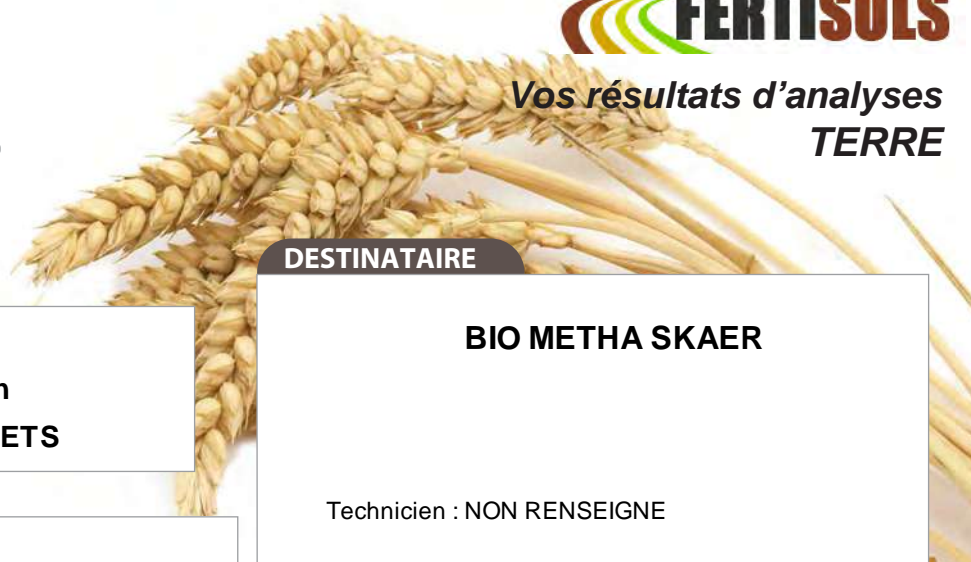 FERTISOLS
Vos résultats d'analyses
TERRE
DESTINATAIRE
BIO METHA SKAER
n
ETS
Technicien : NON RENSEIGNE